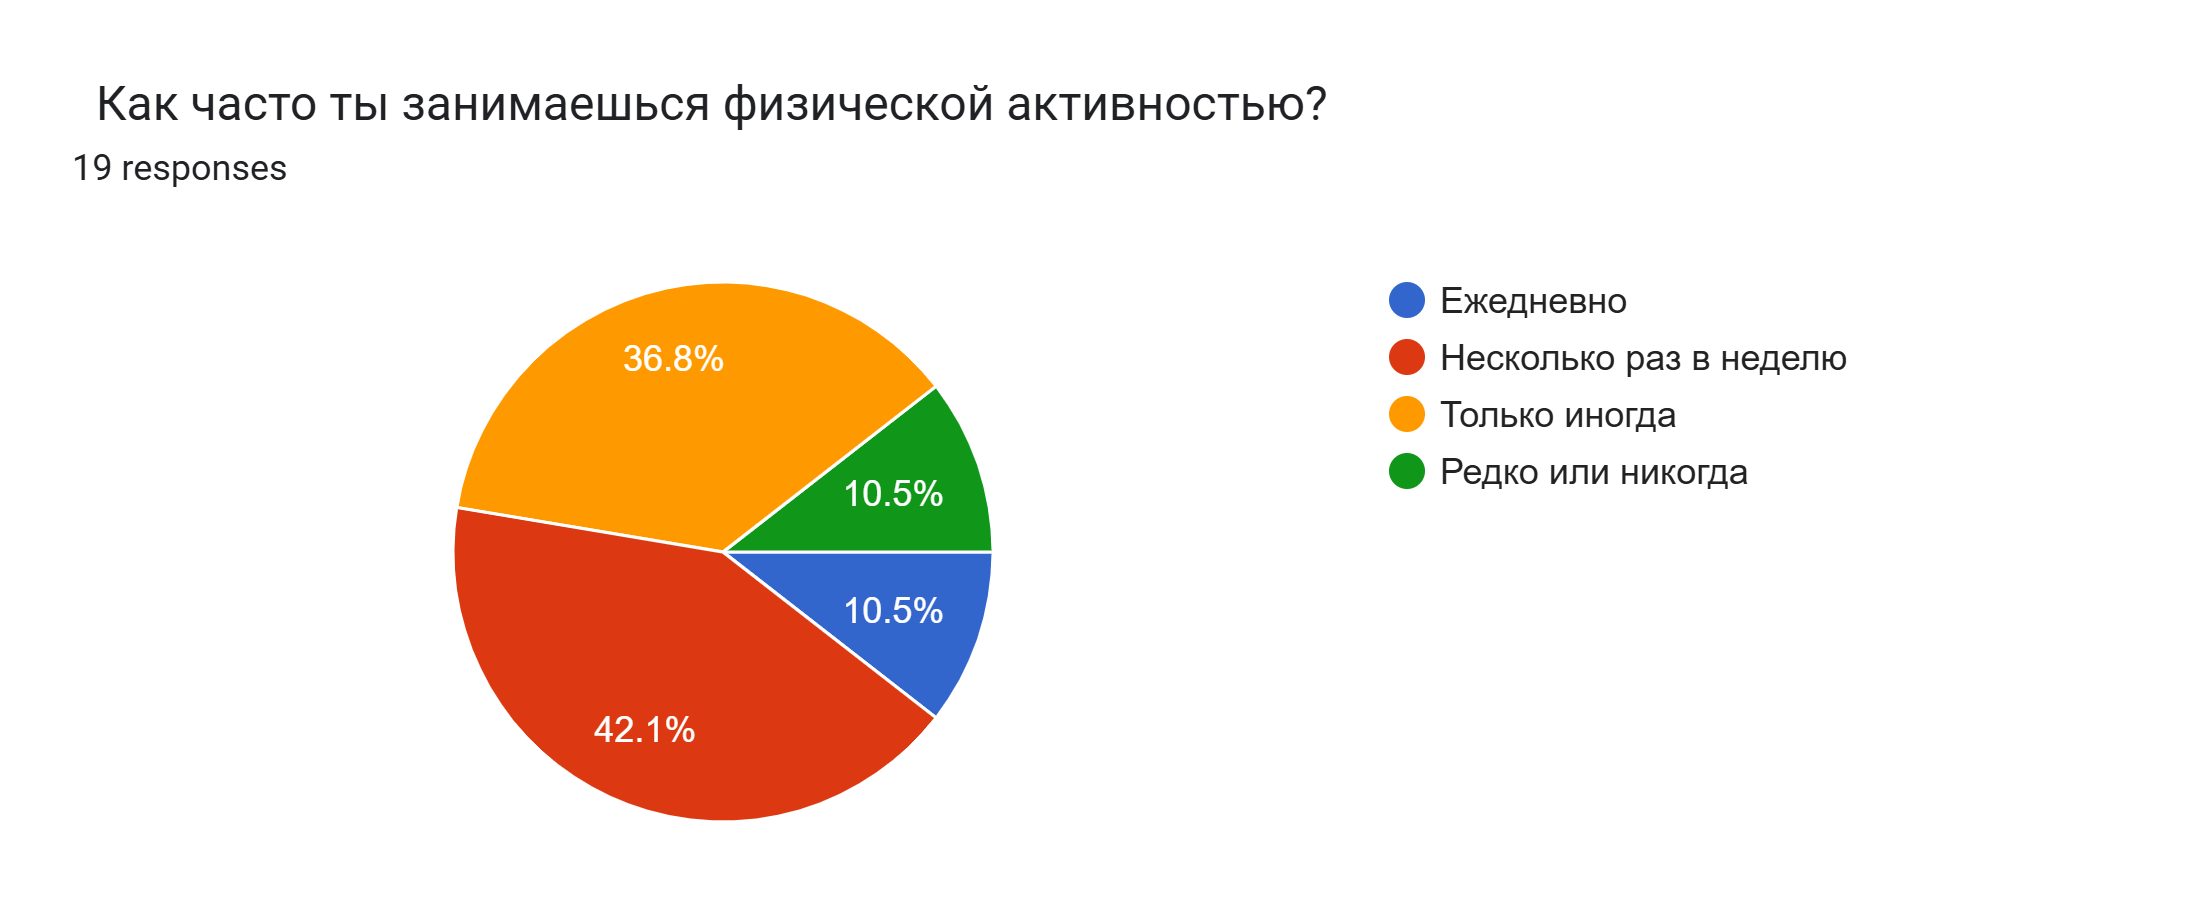 Как часто ты занимаешься физической активностью?
19 responses
Ежедневно
Несколько раз в неделю
Только иногда
Редко или никогда
36.8%
10.5%
10.5%
42.1%